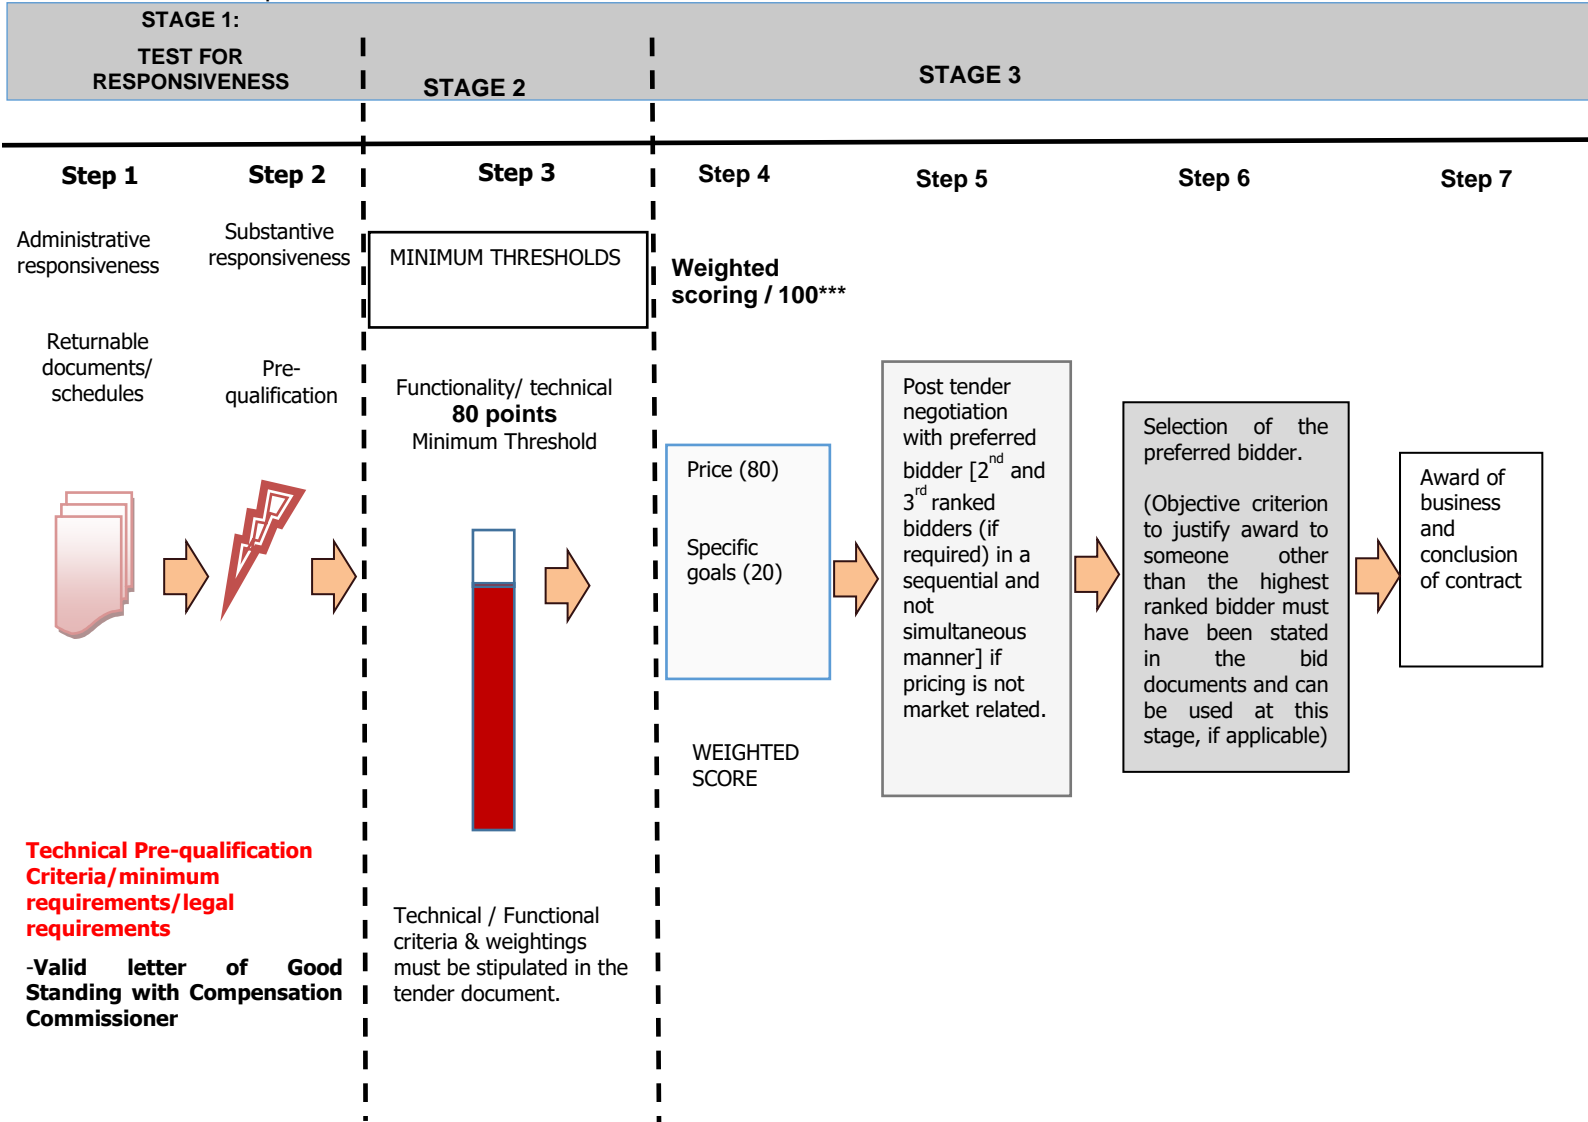 STAGE 1:
TEST FOR
RESPONSIVENESS
STAGE 2
STAGE 3
Step 1
Step 2
Step 3
Step 4
Step 5
Step 6
Step 7
Administrative
responsiveness
Substantive
responsiveness
MINIMUM THRESHOLDS
Weighted
scoring / 100***
Returnable
documents/
schedules
Pre-
qualification
Functionality/ technical
80 points
Minimum Threshold
Price (80)
Specific
goals (20)
WEIGHTED
SCORE
Post tender
negotiation
with preferred
bidder [2nd and
3rd ranked
bidders (if
required) in a
sequential and
not
simultaneous
manner] if
pricing is not
market related.
Selection of the
preferred bidder.
(Objective criterion
to justify award to
someone other
than the highest
ranked bidder must
have been stated
in the bid
documents and can
be used at this
stage, if applicable)
Award of
business
and
conclusion
of contract
Technical Pre-qualification
Criteria/minimum
requirements/legal
requirements
-Valid letter of Good
Standing with Compensation
Commissioner
Technical / Functional
criteria & weightings
must be stipulated in the
tender document.